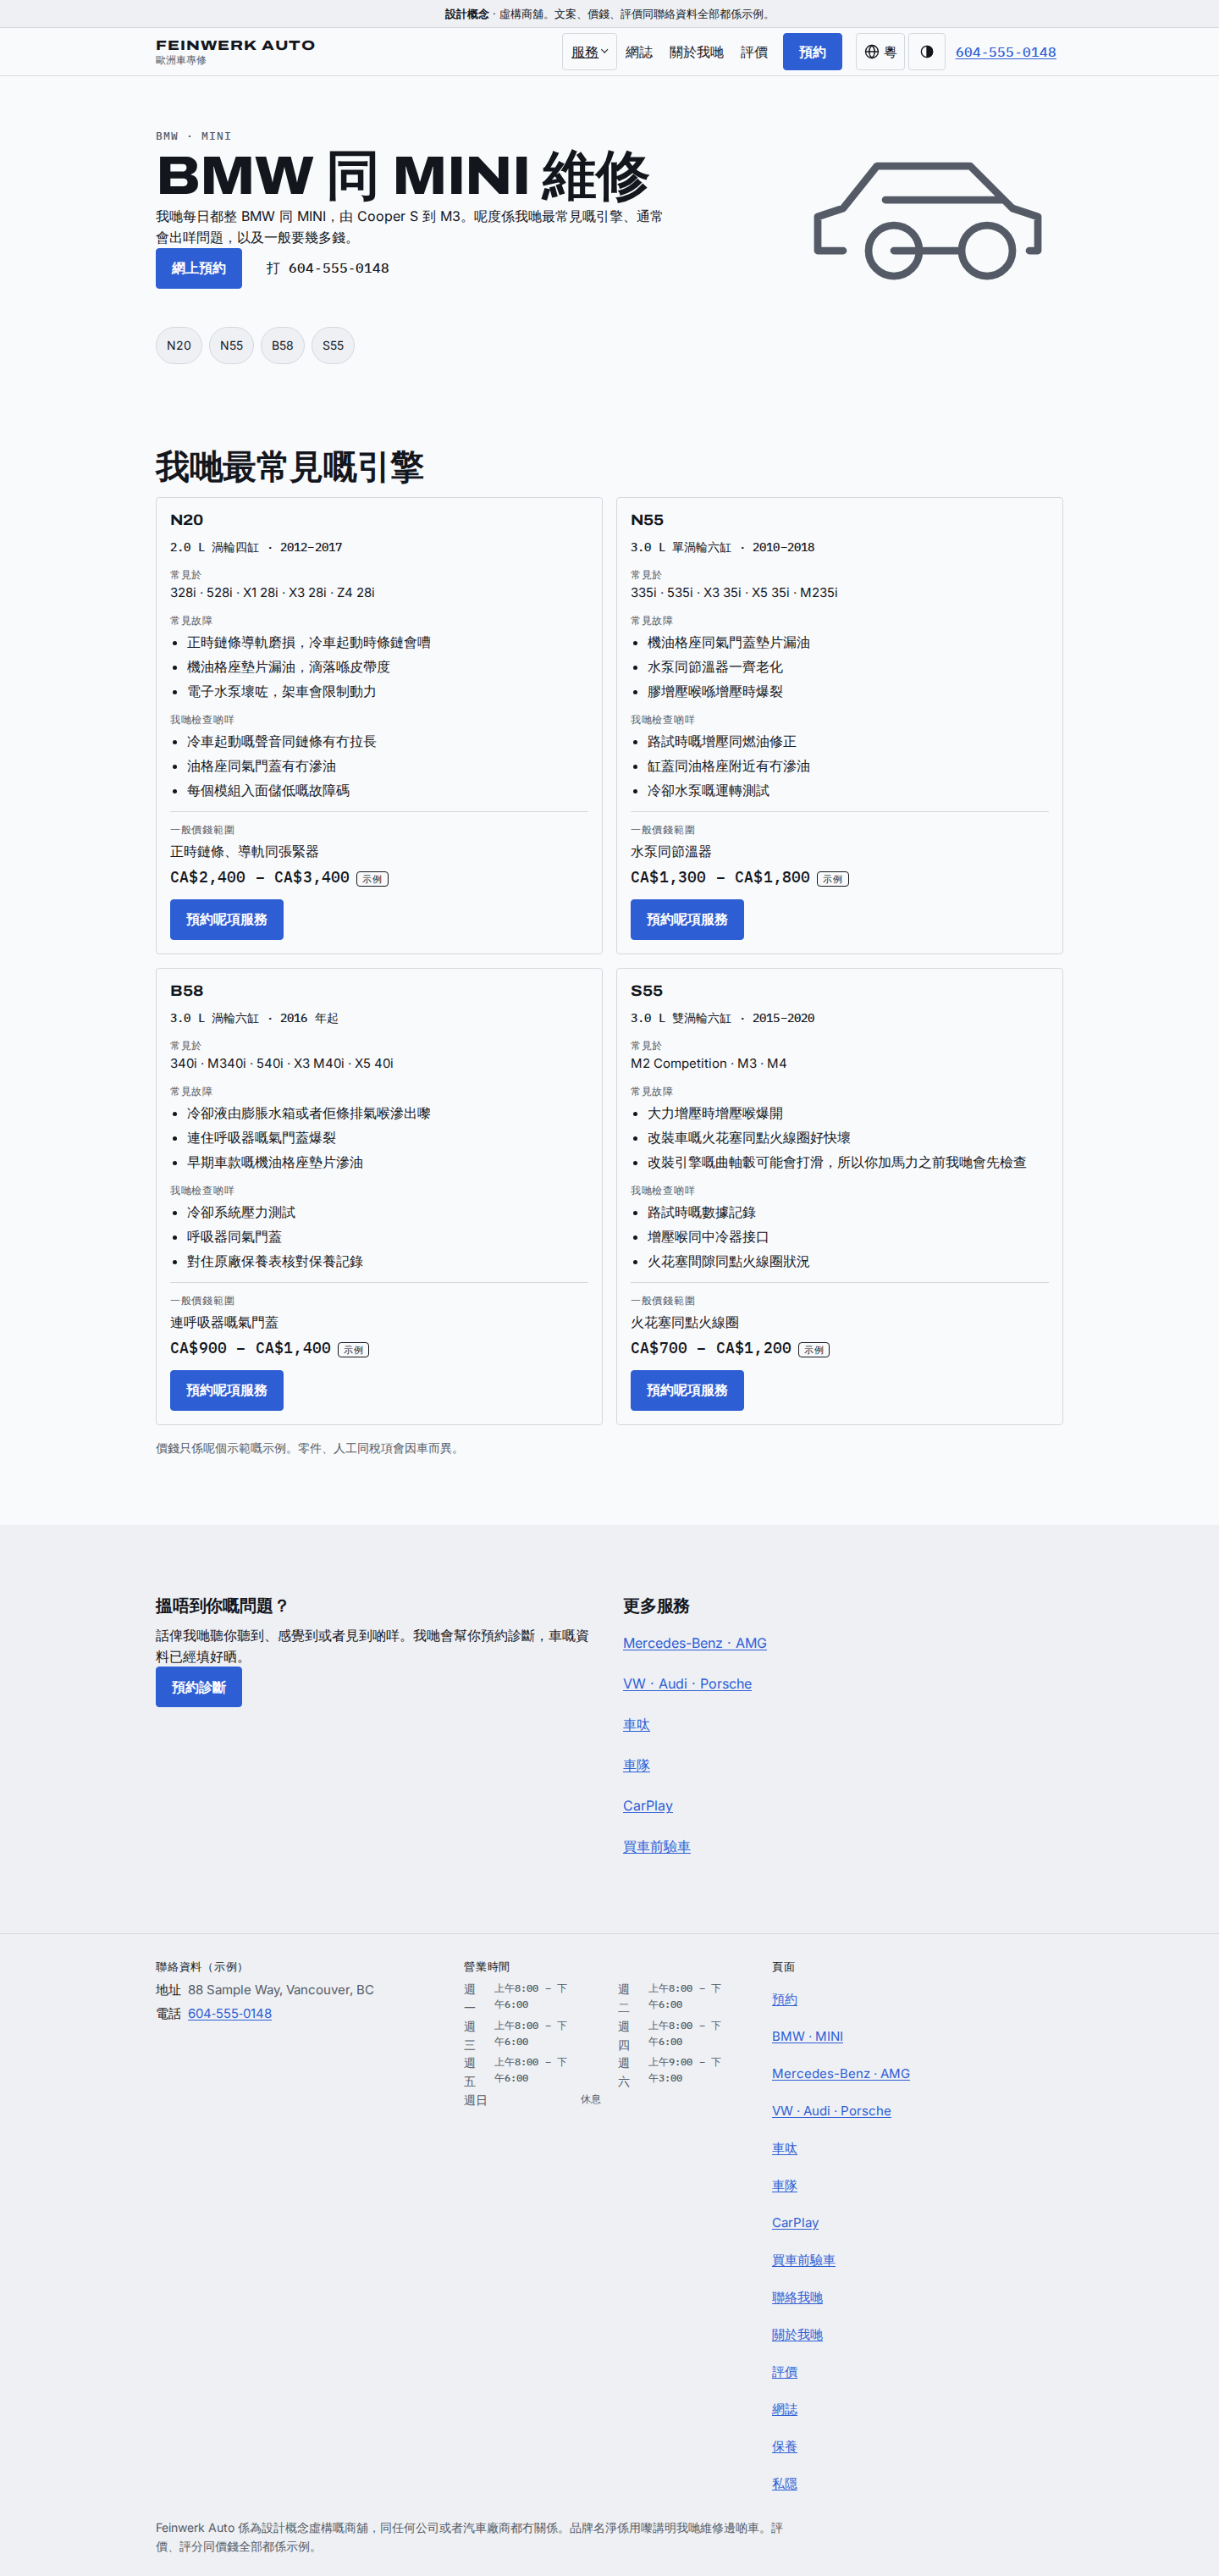 設計概念 · 虛構商舖。文案、價錢、評價同聯絡資料全部都係示例。
FEINWERK AUTO
歐洲車專修
服務 網誌 關於我哋 評價 預約 粵 604-555-0148
BMW · MINI
BMW 同 MINI 維修
我哋每日都整 BMW 同 MINI，由 Cooper S 到 M3。呢度係我哋最常見嘅引擎、通常
會出咩問題，以及一般要幾多錢。
網上預約 打 604-555-0148
N20 N55 B58 S55
我哋最常見嘅引擎
N20
2.0 L 渦輪四缸 · 2012–2017
常見於
328i · 528i · X1 28i · X3 28i · Z4 28i
常見故障
• 正時鏈條導軌磨損，冷車起動時條鏈會嘈
• 機油格座墊片漏油，滴落喺皮帶度
• 電子水泵壞咗，架車會限制動力
我哋檢查啲咩
• 冷車起動嘅聲音同鏈條有冇拉長
• 油格座同氣門蓋有冇滲油
• 每個模組入面儲低嘅故障碼
一般價錢範圍
正時鏈條、導軌同張緊器
CA$2,400 – CA$3,400 示例
預約呢項服務
N55
3.0 L 單渦輪六缸 · 2010–2018
常見於
335i · 535i · X3 35i · X5 35i · M235i
常見故障
• 機油格座同氣門蓋墊片漏油
• 水泵同節溫器一齊老化
• 膠增壓喉喺增壓時爆裂
我哋檢查啲咩
• 路試時嘅增壓同燃油修正
• 缸蓋同油格座附近有冇滲油
• 冷卻水泵嘅運轉測試
一般價錢範圍
水泵同節溫器
CA$1,300 – CA$1,800 示例
預約呢項服務
B58
3.0 L 渦輪六缸 · 2016 年起
常見於
340i · M340i · 540i · X3 M40i · X5 40i
常見故障
• 冷卻液由膨脹水箱或者佢條排氣喉滲出嚟
• 連住呼吸器嘅氣門蓋爆裂
• 早期車款嘅機油格座墊片滲油
我哋檢查啲咩
• 冷卻系統壓力測試
• 呼吸器同氣門蓋
• 對住原廠保養表核對保養記錄
一般價錢範圍
連呼吸器嘅氣門蓋
CA$900 – CA$1,400 示例
預約呢項服務
S55
3.0 L 雙渦輪六缸 · 2015–2020
常見於
M2 Competition · M3 · M4
常見故障
• 大力增壓時增壓喉爆開
• 改裝車嘅火花塞同點火線圈好快壞
• 改裝引擎嘅曲軸轂可能會打滑，所以你加馬力之前我哋會先檢查
我哋檢查啲咩
• 路試時嘅數據記錄
• 增壓喉同中冷器接口
• 火花塞間隙同點火線圈狀況
一般價錢範圍
火花塞同點火線圈
CA$700 – CA$1,200 示例
預約呢項服務
價錢只係呢個示範嘅示例。零件、人工同稅項會因車而異。
搵唔到你嘅問題？
話俾我哋聽你聽到、感覺到或者見到啲咩。我哋會幫你預約診斷，車嘅資
料已經填好晒。
預約診斷
更多服務
Mercedes-Benz · AMG
VW · Audi · Porsche
車呔
車隊
CarPlay
買車前驗車
聯絡資料（示例）
地址 88 Sample Way, Vancouver, BC
電話 604-555-0148
營業時間
週一 上午8:00 – 下午6:00
週二 上午8:00 – 下午6:00
週三 上午8:00 – 下午6:00
週四 上午8:00 – 下午6:00
週五 上午8:00 – 下午6:00
週六 上午9:00 – 下午3:00
週日 休息
頁面
預約
BMW · MINI
Mercedes-Benz · AMG
VW · Audi · Porsche
車呔
車隊
CarPlay
買車前驗車
聯絡我哋
關於我哋
評價
網誌
保養
私隱
Feinwerk Auto 係為設計概念虛構嘅商舖，同任何公司或者汽車廠商都冇關係。品牌名淨係用嚟講明我哋維修邊啲車。評
價、評分同價錢全部都係示例。